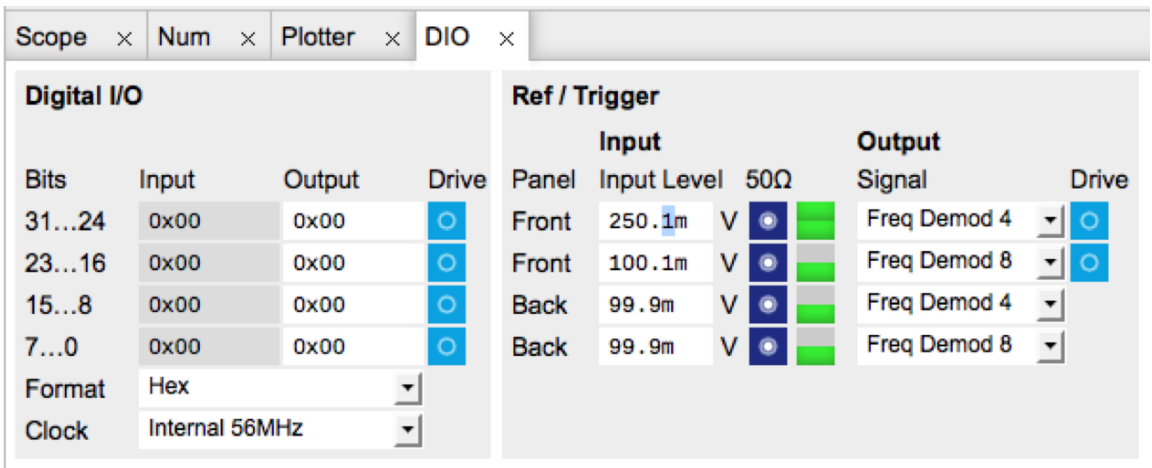 Scope × Num × Plotter × DIO ×
Digital I/O Ref / Trigger
Input Output
Bits Input Output Drive Panel Input Level 50Ω Signal Drive
31...24 0x00 0x00 Front 250.1m V Freq Demod 4
23...16 0x00 0x00 Front 100.1m V Freq Demod 8
15...8 0x00 0x00 Back 99.9m V Freq Demod 4
7...0 0x00 0x00 Back 99.9m V Freq Demod 8
Format Hex
Clock Internal 56MHz